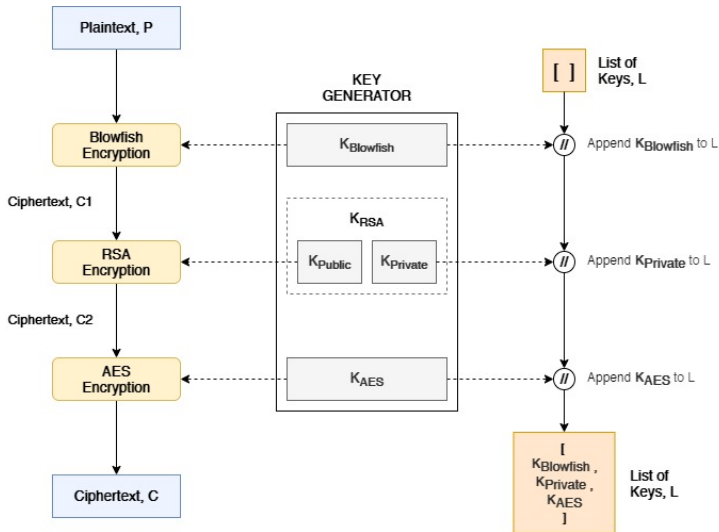 Plaintext, P
Blowfish
Encryption
Ciphertext, C1
RSA
Encryption
Ciphertext, C2
AES
Encryption
Ciphertext, C
KEY
GENERATOR
KBlowfish
KRSA
KPublic
KPrivate
KAES
[ ]
List of
Keys, L
//
Append KBlowfish to L
//
Append KPrivate to L
//
Append KAES to L
[
KBlowfish ,
KPrivate ,
KAES
]
List of
Keys, L